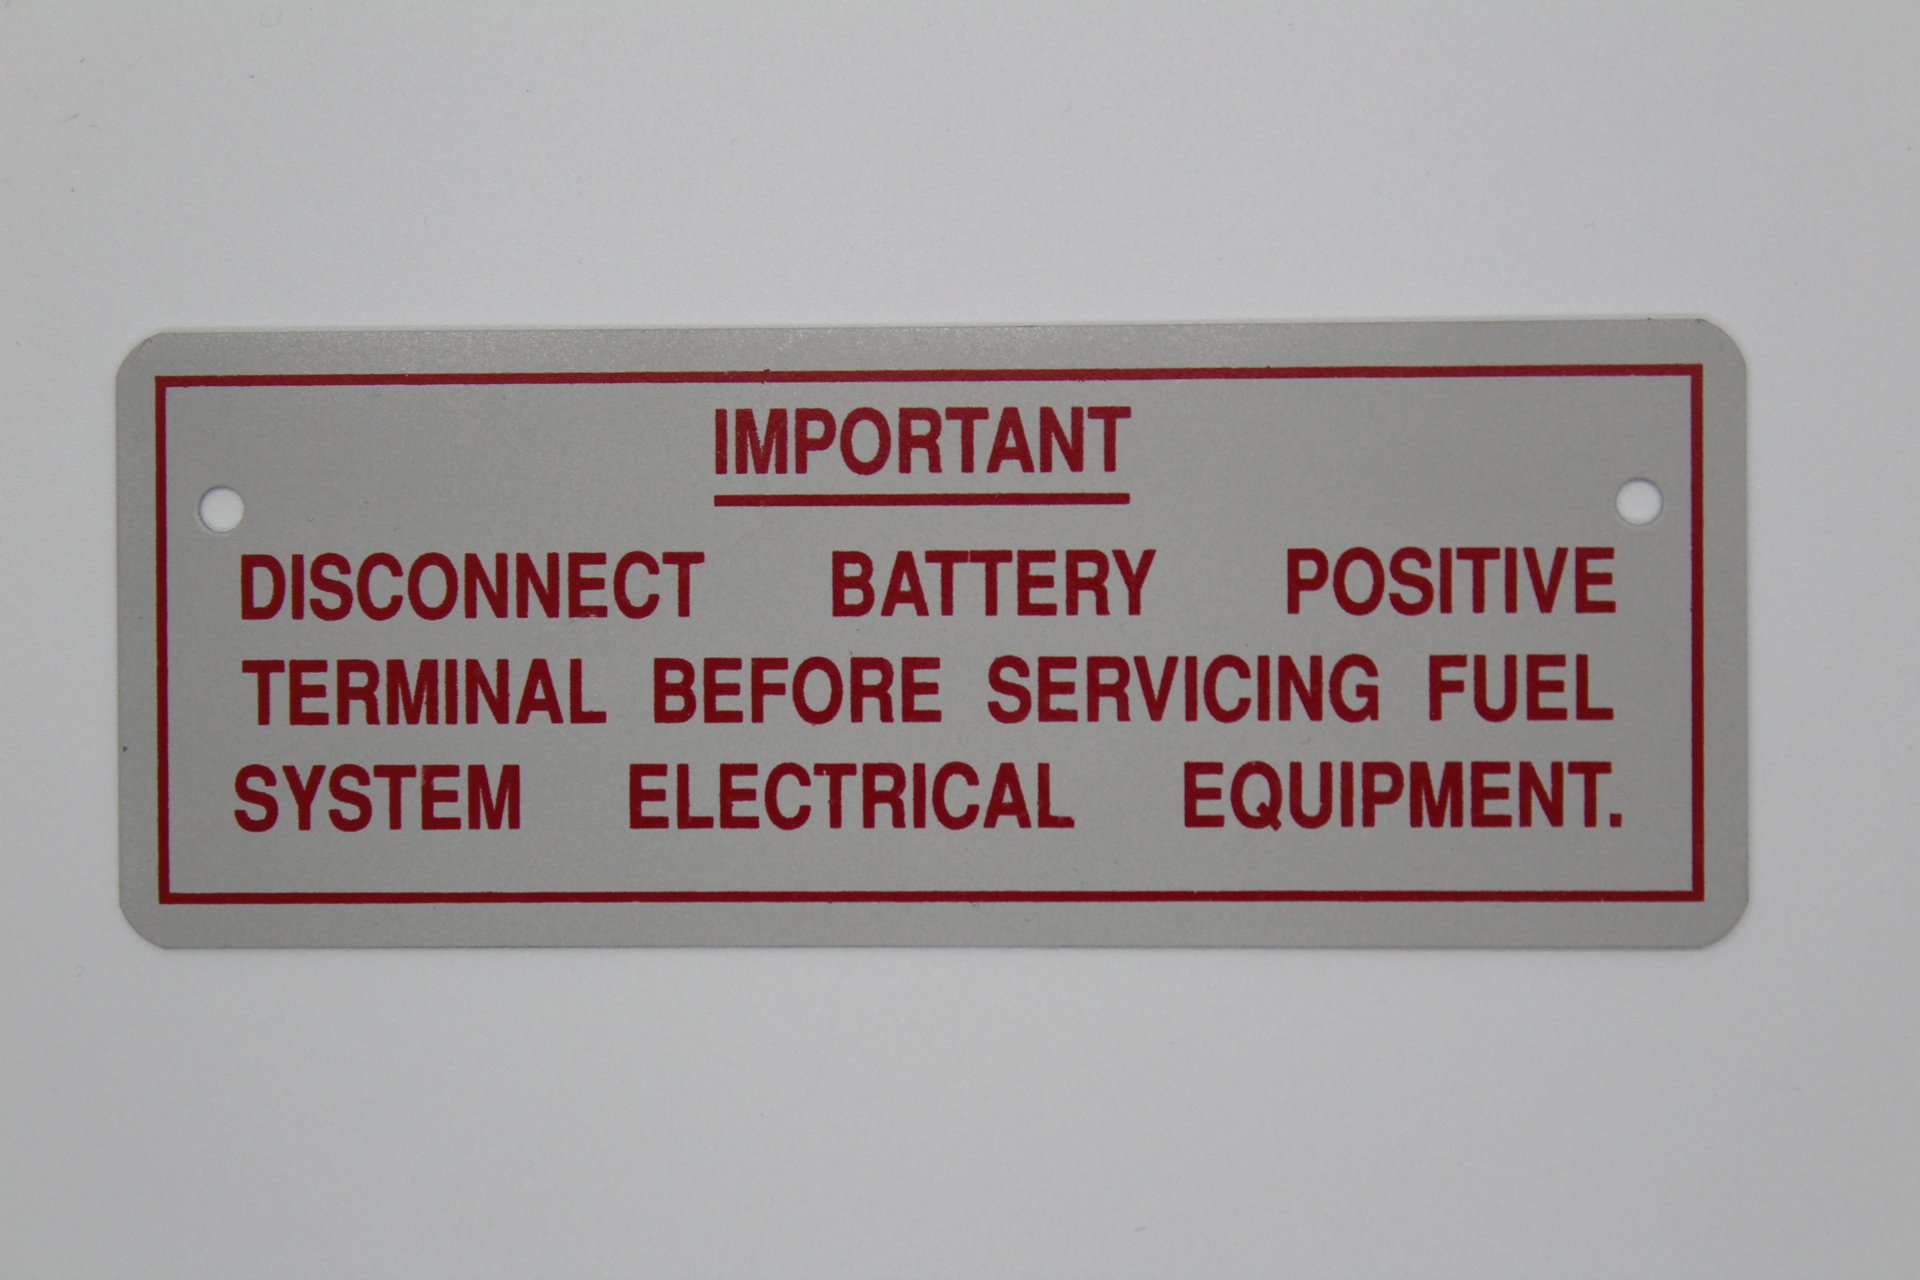 IMPORTANT
DISCONNECT BATTERY POSITIVE
TERMINAL BEFORE SERVICING FUEL
SYSTEM ELECTRICAL EQUIPMENT.